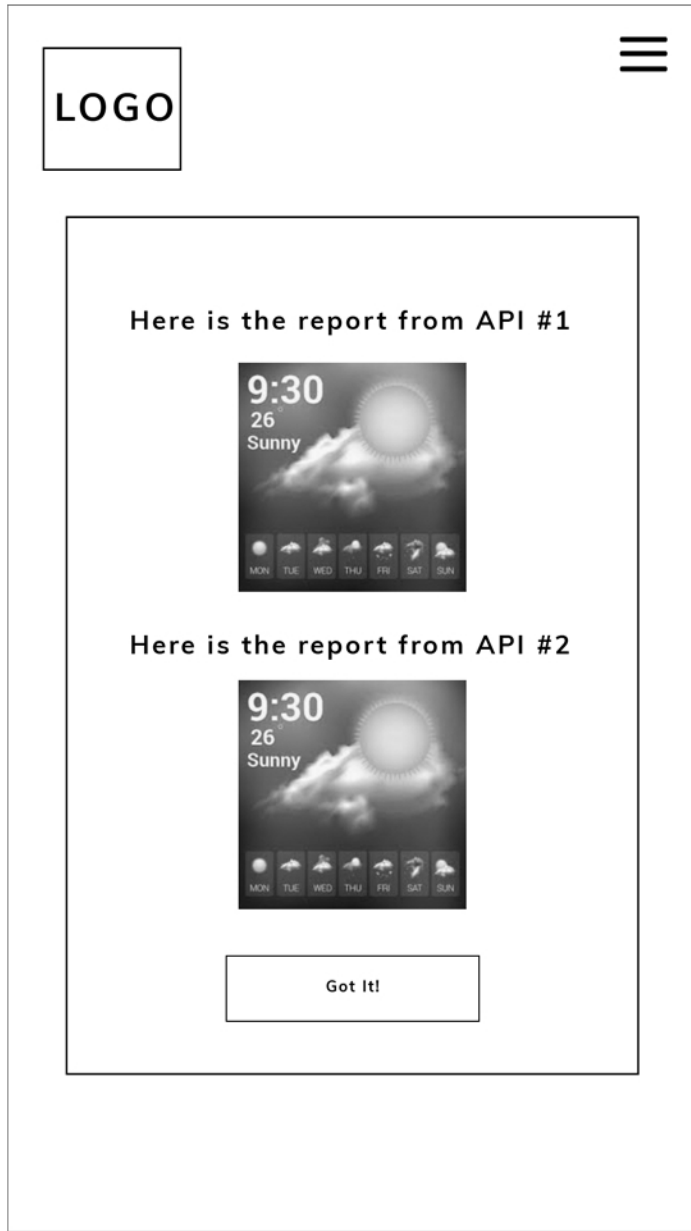 LOGO
Here is the report from API #1
9:30
26°
Sunny
MON TUE WED THU FRI SAT SUN
Here is the report from API #2
9:30
26°
Sunny
MON TUE WED THU FRI SAT SUN
Got It!